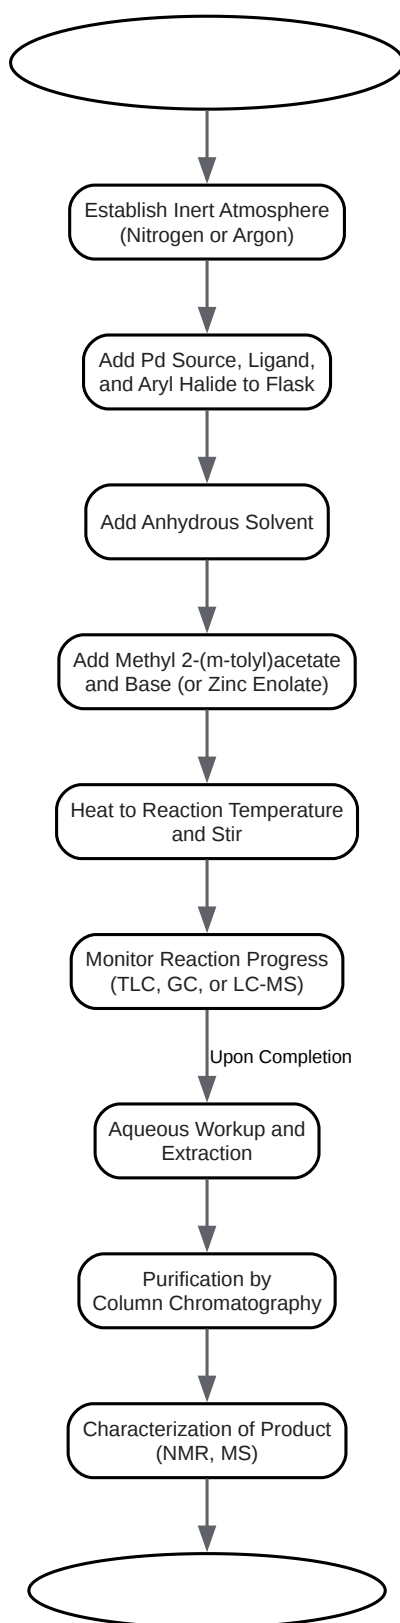 Establish Inert Atmosphere
(Nitrogen or Argon)
Add Pd Source, Ligand,
and Aryl Halide to Flask
Add Anhydrous Solvent
Add Methyl 2-(m-tolyl)acetate
and Base (or Zinc Enolate)
Heat to Reaction Temperature
and Stir
Monitor Reaction Progress
(TLC, GC, or LC-MS)
Upon Completion
Aqueous Workup and
Extraction
Purification by
Column Chromatography
Characterization of Product
(NMR, MS)